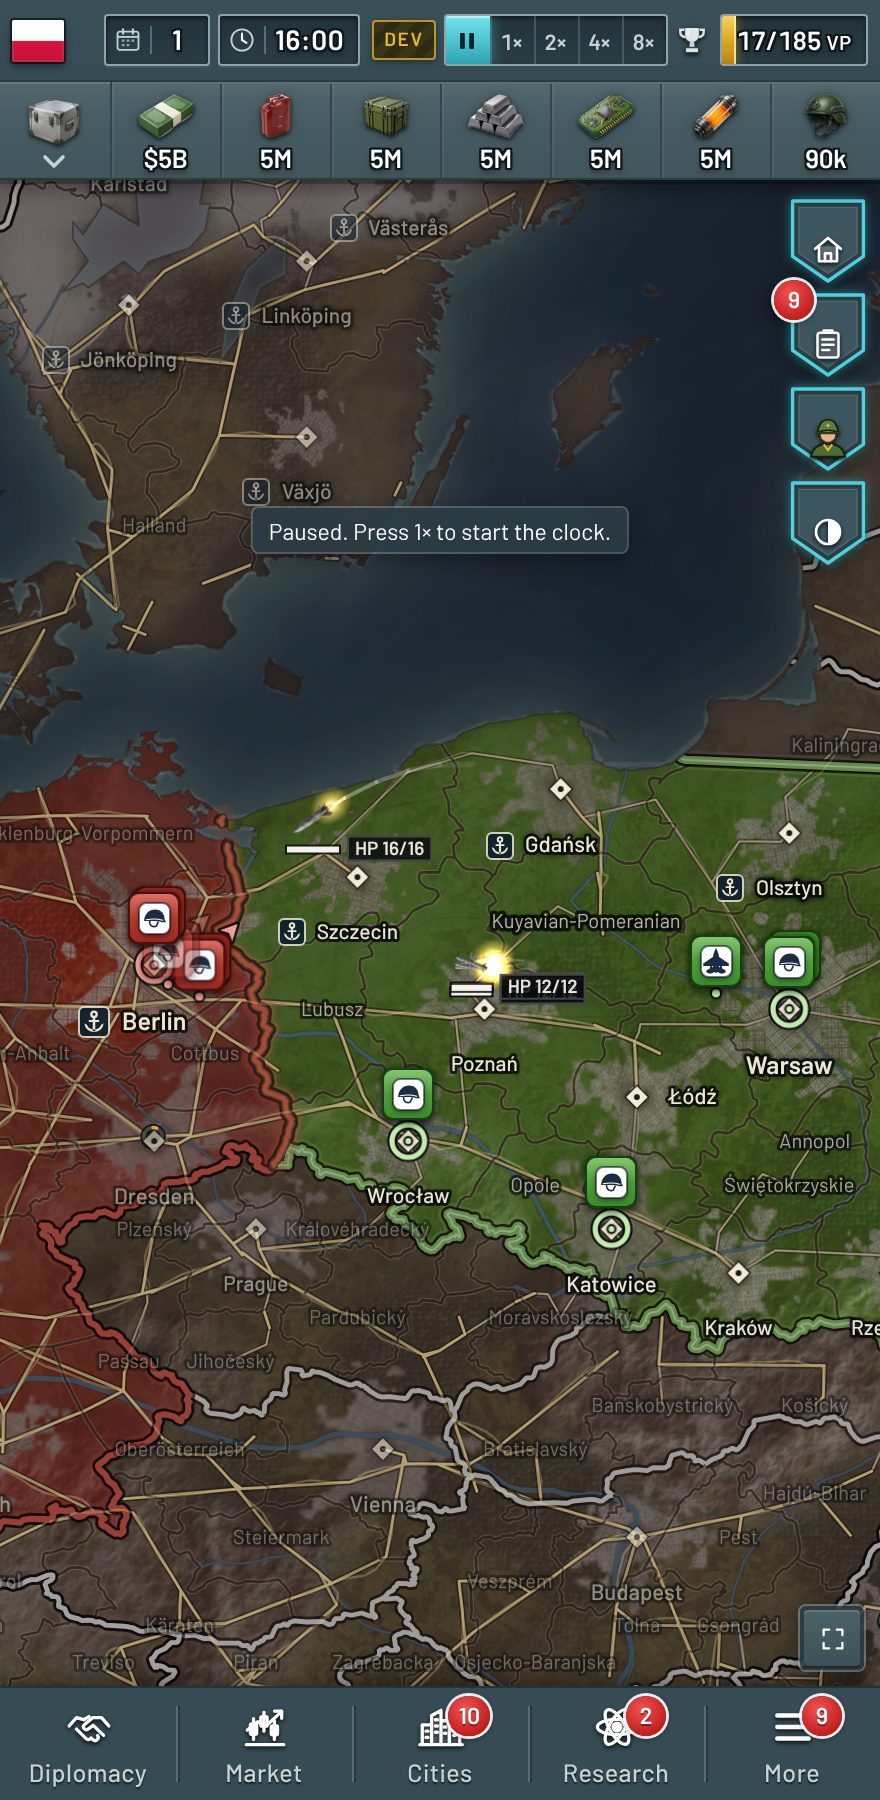 1
16:00
DEV
1×
2×
4×
8×
17/185 VP
$5B
5M
5M
5M
5M
5M
90k
Karlstad
Västerås
Linköping
9
Jönköping
Växjö
Halland
Paused. Press 1× to start the clock.
Kaliningra
klenburg-Vorpommern
HP 16/16
Gdańsk
Olsztyn
Szczecin
Kuyavian-Pomeranian
HP 12/12
Lubusz
Berlin
n-Anhalt
Cottbus
Poznań
Warsaw
Łódź
Annopol
Dresden
Wrocław
Opole
Świętokrzyskie
Plzeňský
Královéhradecký
Prague
Katowice
Pardubický
Moravskoslezský
Kraków
Rze
Passau
Jihočeský
Banskobystrický
Košický
Oberösterreich
Bratislavský
Hajdú-Bihar
h
Vienna
Steiermark
Pest
rol
Veszprém
Budapest
Kärnten
Tolna
Csongrád
Treviso
Piran
Zagrebacka
Osjecko-Baranjska
10
2
9
Diplomacy
Market
Cities
Research
More